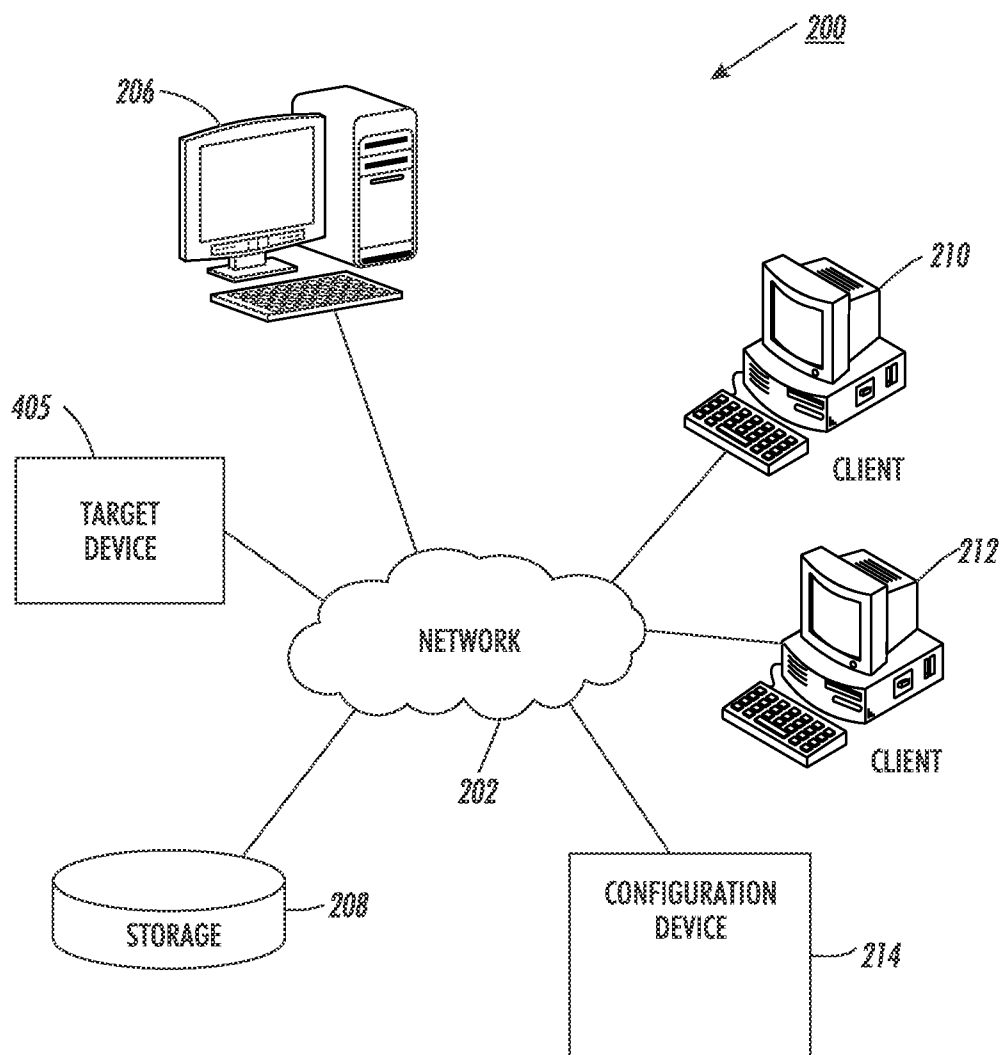 200
206
210
405
CLIENT
TARGET
DEVICE
212
NETWORK
CLIENT
202
CONFIGURATION
DEVICE
208
STORAGE
214